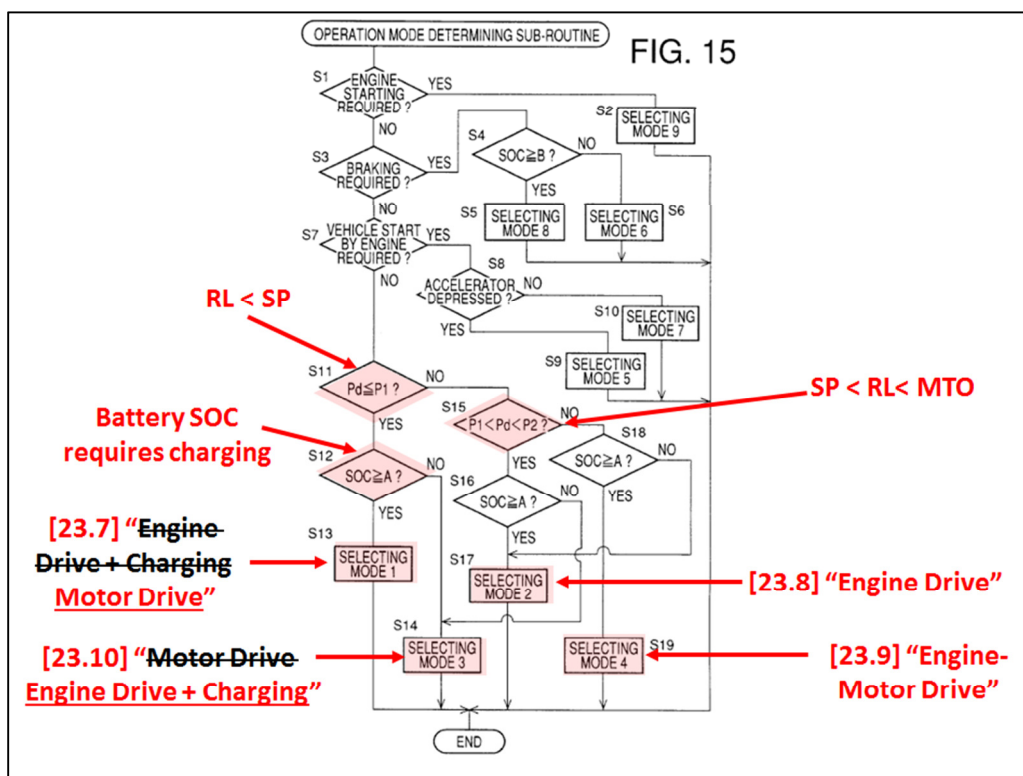 OPERATION MODE DETERMINING SUB-ROUTINE
FIG. 15
S1
ENGINE
STARTING
REQUIRED ?
YES
NO
S2
SELECTING
MODE 9
S3
BRAKING
REQUIRED ?
YES
NO
S4
SOC≧B ?
NO
YES
S5
SELECTING
MODE 8
S6
SELECTING
MODE 6
S7
VEHICLE START
BY ENGINE
REQUIRED ?
YES
NO
S8
ACCELERATOR
DEPRESSED ?
NO
YES
S10
SELECTING
MODE 7
S9
SELECTING
MODE 5
RL < SP
S11
Pd≦P1 ?
NO
YES
SP < RL< MTO
S15
P1<Pd<P2 ?
NO
YES
Battery SOC
requires charging
S12
SOC≧A ?
NO
YES
S16
SOC≧A ?
NO
YES
S18
SOC≧A ?
NO
YES
[23.7] “Engine
Drive + Charging
Motor Drive”
S13
SELECTING
MODE 1
S17
SELECTING
MODE 2
[23.8] “Engine Drive”
[23.10] “Motor Drive
Engine Drive + Charging”
S14
SELECTING
MODE 3
S19
SELECTING
MODE 4
[23.9] “Engine-
Motor Drive”
END